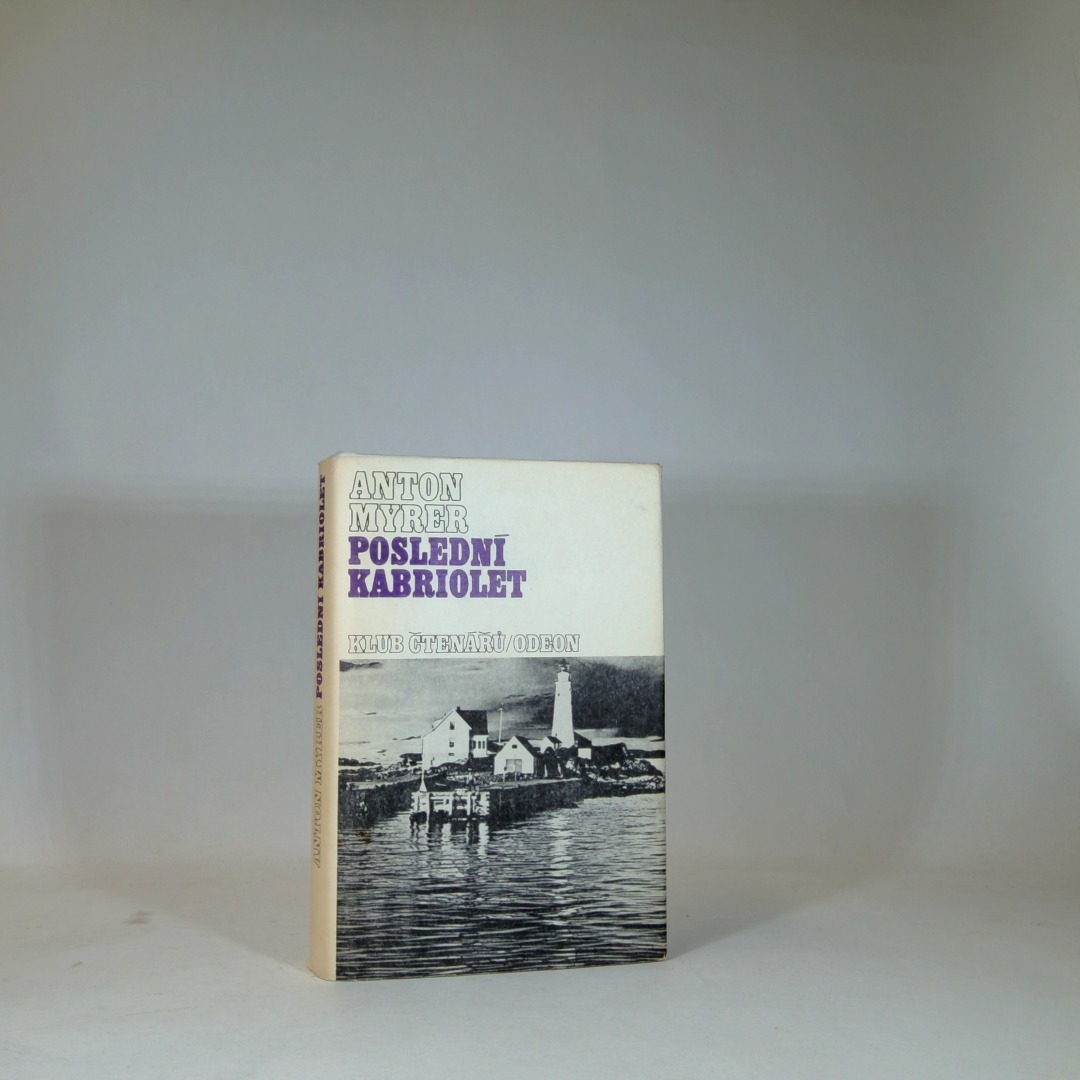 ANTON
MYRER
POSLEDNÍ
KABRIOLET
KLUB ČTENÁŘŮ/ODEON
ANTON MYRER POSLEDNÍ KABRIOLET